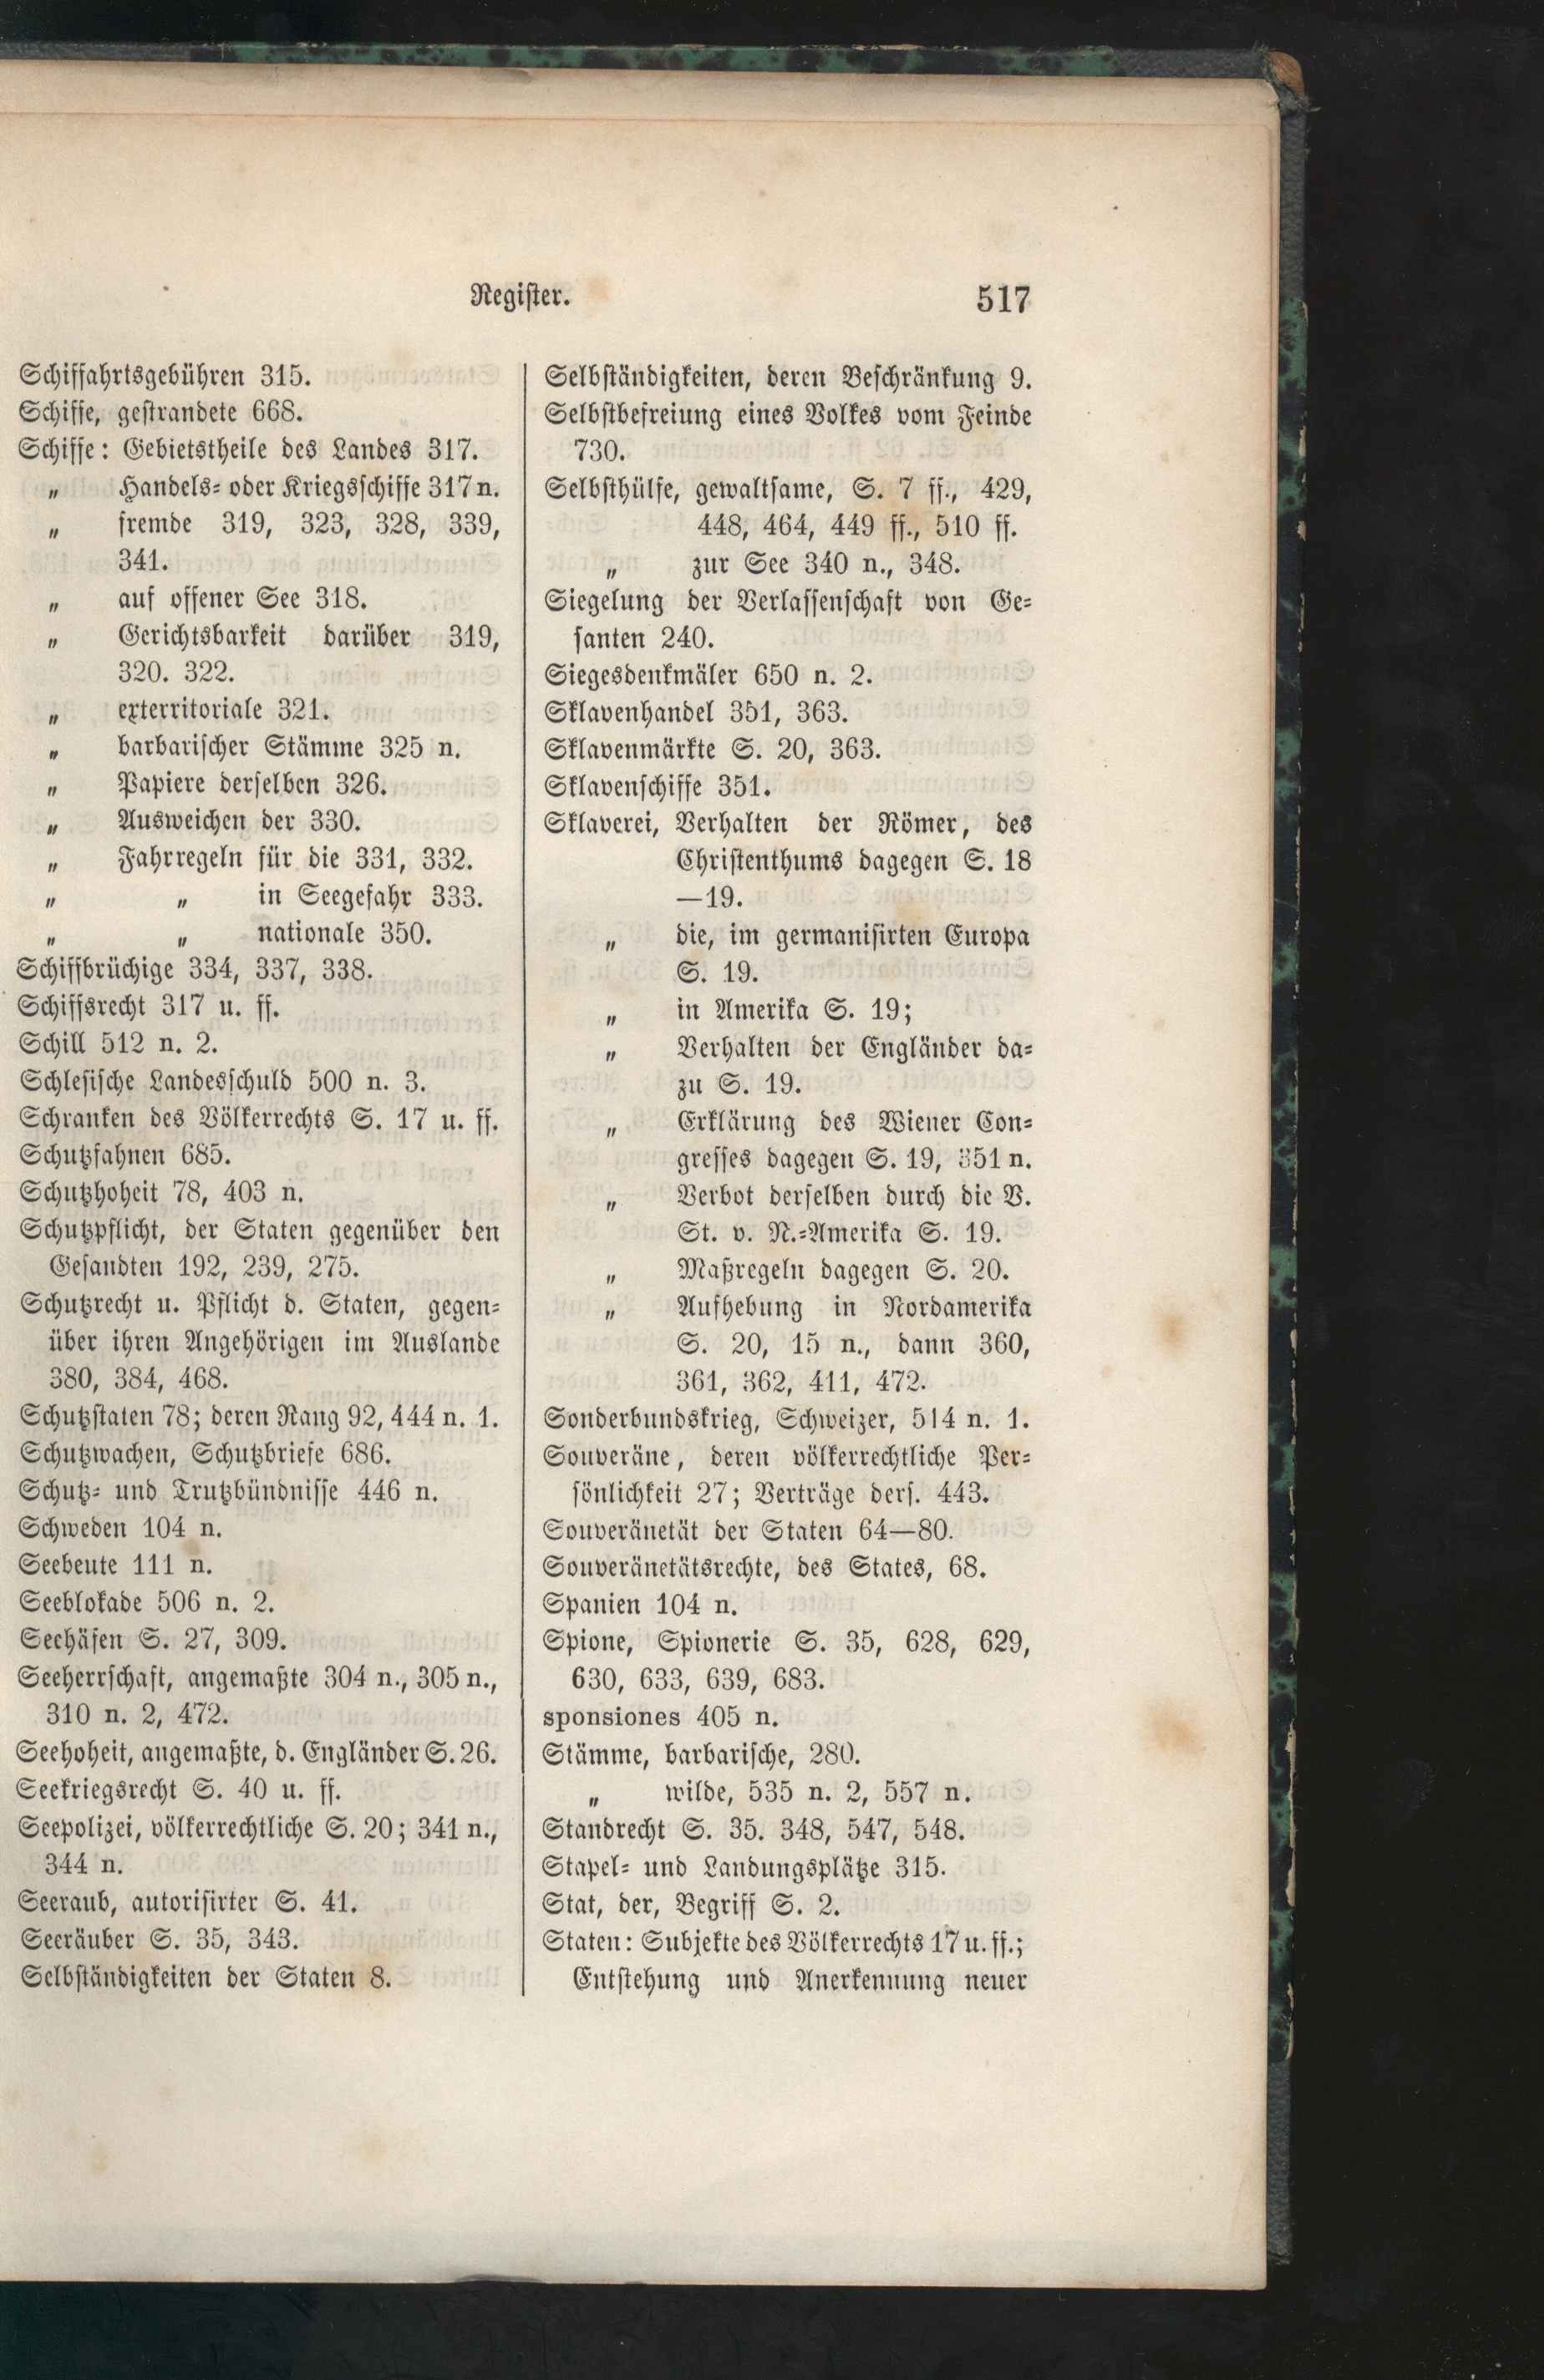 Register.
517
Schiffahrtsgebühren 315.
Schiffe, gestrandete 668.
Schiffe: Gebietstheile des Landes 317.
„ Handels- oder Kriegsschiffe 317 n.
„ fremde 319, 323, 328, 339,
341.
„ auf offener See 318.
„ Gerichtsbarkeit darüber 319,
320. 322.
„ exterritoriale 321.
„ barbarischer Stämme 325 n.
„ Papiere derselben 326.
„ Ausweichen der 330.
„ Fahrregeln für die 331, 332.
„ „ in Seegefahr 333.
„ „ nationale 350.
Schiffbrüchige 334, 337, 338.
Schiffsrecht 317 u. ff.
Schill 512 n. 2.
Schlesische Landesschuld 500 n. 3.
Schranken des Völkerrechts S. 17 u. ff.
Schutzfahnen 685.
Schutzhoheit 78, 403 n.
Schutzpflicht, der Staten gegenüber den
Gesandten 192, 239, 275.
Schutzrecht u. Pflicht d. Staten, gegen-
über ihren Angehörigen im Auslande
380, 384, 468.
Schutzstaten 78; deren Rang 92, 444 n. 1.
Schutzwachen, Schutzbriefe 686.
Schutz- und Trutzbündnisse 446 n.
Schweden 104 n.
Seebeute 111 n.
Seeblokade 506 n. 2.
Seehäfen S. 27, 309.
Seeherrschaft, angemaßte 304 n., 305 n.,
310 n. 2, 472.
Seehoheit, angemaßte, d. Engländer S. 26.
Seekriegsrecht S. 40 u. ff.
Seepolizei, völkerrechtliche S. 20; 341 n.,
344 n.
Seeraub, autorisirter S. 41.
Seeräuber S. 35, 343.
Selbständigkeiten der Staten 8.
Selbständigkeiten, deren Beschränkung 9.
Selbstbefreiung eines Volkes vom Feinde
730.
Selbsthülfe, gewaltsame, S. 7 ff., 429,
448, 464, 449 ff., 510 ff.
„ zur See 340 n., 348.
Siegelung der Verlassenschaft von Ge-
santen 240.
Siegesdenkmäler 650 n. 2.
Sklavenhandel 351, 363.
Sklavenmärkte S. 20, 363.
Sklavenschiffe 351.
Sklaverei, Verhalten der Römer, des
Christenthums dagegen S. 18
—19.
„ die, im germanisirten Europa
S. 19.
„ in Amerika S. 19;
„ Verhalten der Engländer da-
zu S. 19.
„ Erklärung des Wiener Con-
gresses dagegen S. 19, 351 n.
„ Verbot derselben durch die V.
St. v. N.-Amerika S. 19.
„ Maßregeln dagegen S. 20.
„ Aufhebung in Nordamerika
S. 20, 15 n., dann 360,
361, 362, 411, 472.
Sonderbundskrieg, Schweizer, 514 n. 1.
Souveräne, deren völkerrechtliche Per-
sönlichkeit 27; Verträge ders. 443.
Souveränetät der Staten 64—80.
Souveränetätsrechte, des States, 68.
Spanien 104 n.
Spione, Spionerie S. 35, 628, 629,
630, 633, 639, 683.
sponsiones 405 n.
Stämme, barbarische, 280.
„ wilde, 535 n. 2, 557 n.
Standrecht S. 35. 348, 547, 548.
Stapel- und Landungsplätze 315.
Stat, der, Begriff S. 2.
Staten: Subjekte des Völkerrechts 17 u. ff.;
Entstehung und Anerkennung neuer